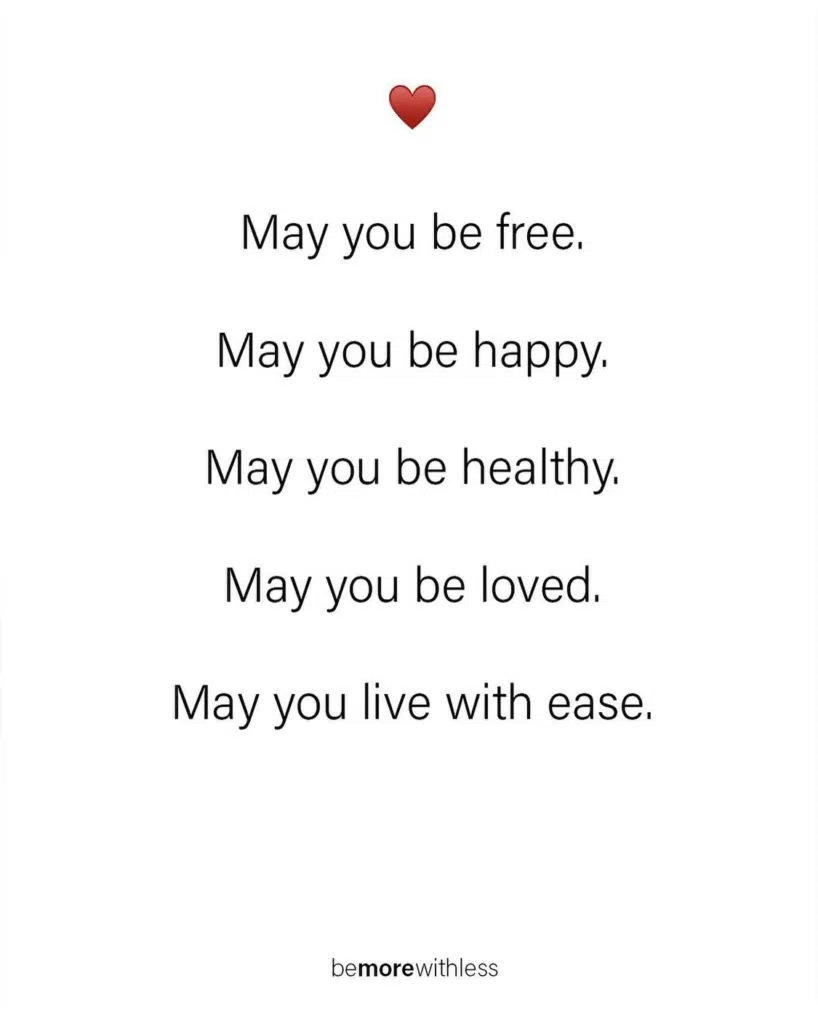 May you be free.
May you be happy.
May you be healthy.
May you be loved.
May you live with ease.
bemorewithless